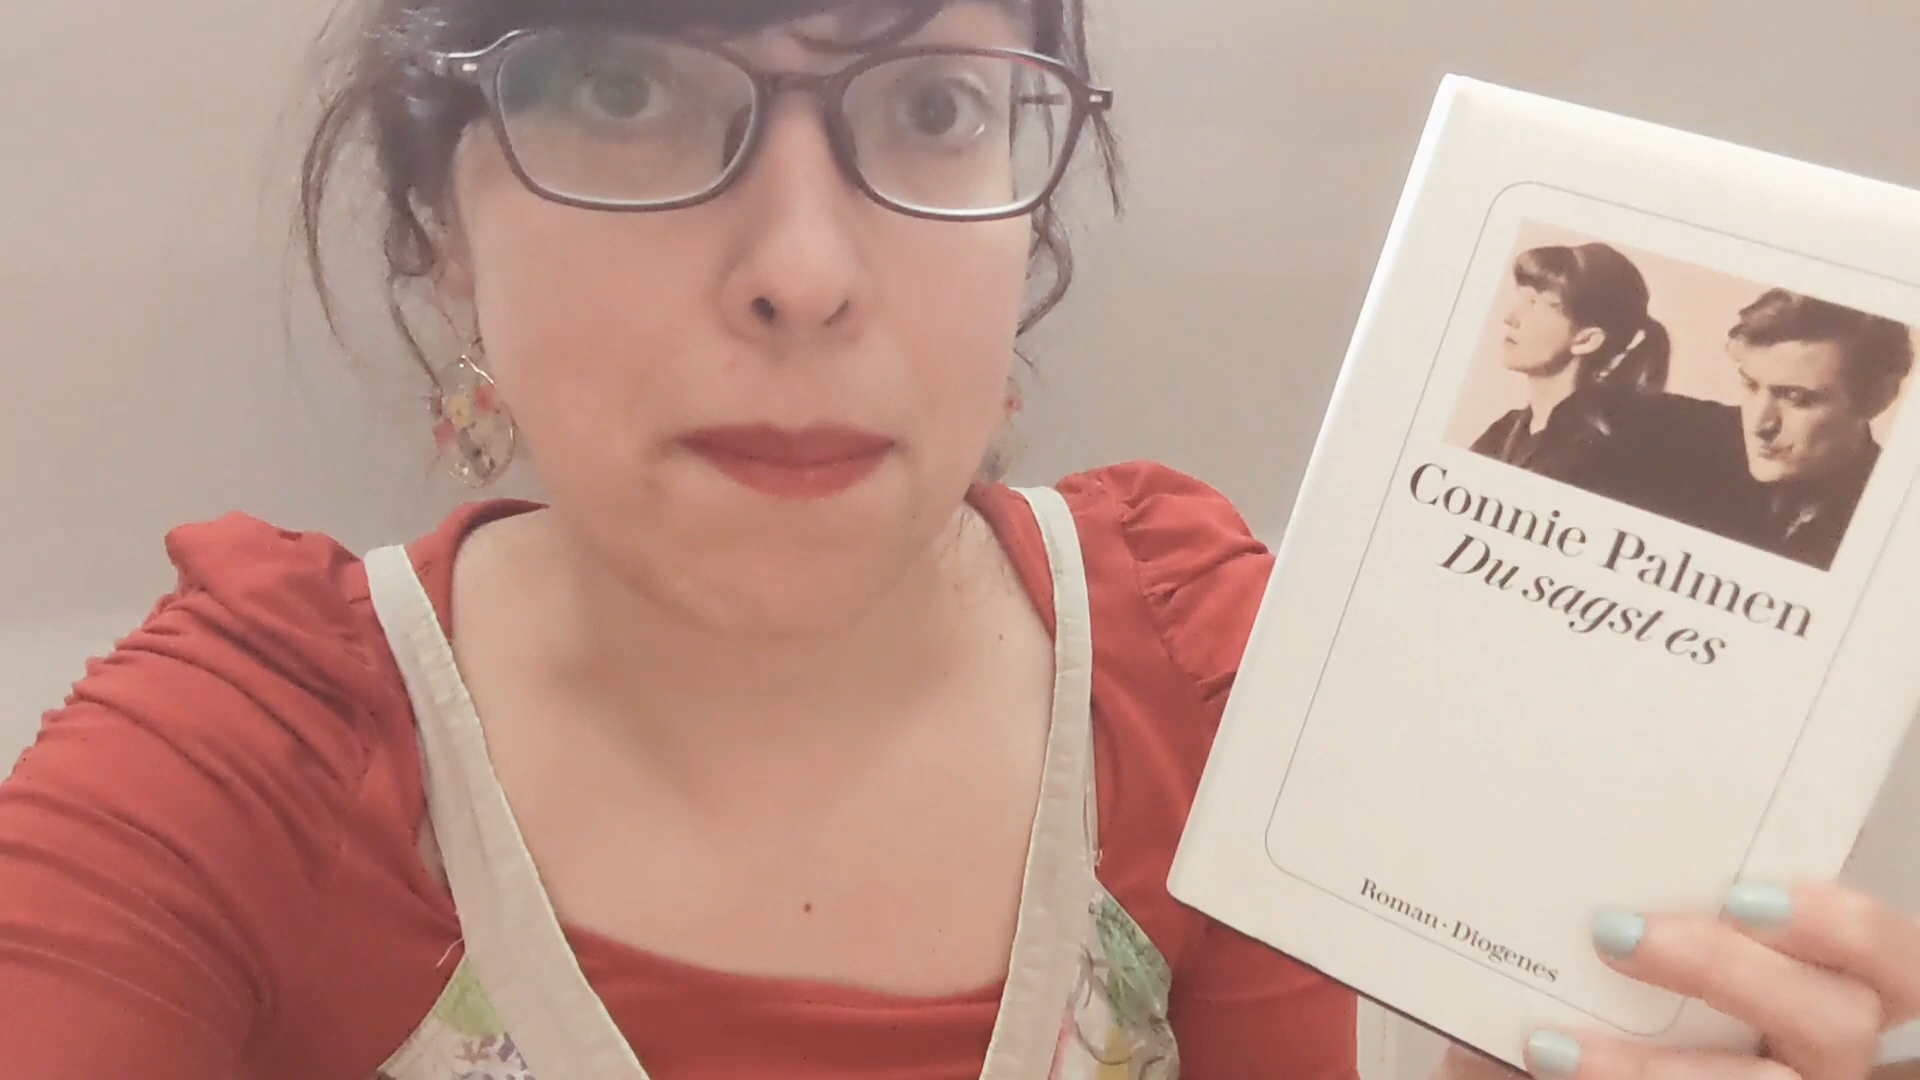 Connie Palmen
Du sagst es
Roman · Diogenes